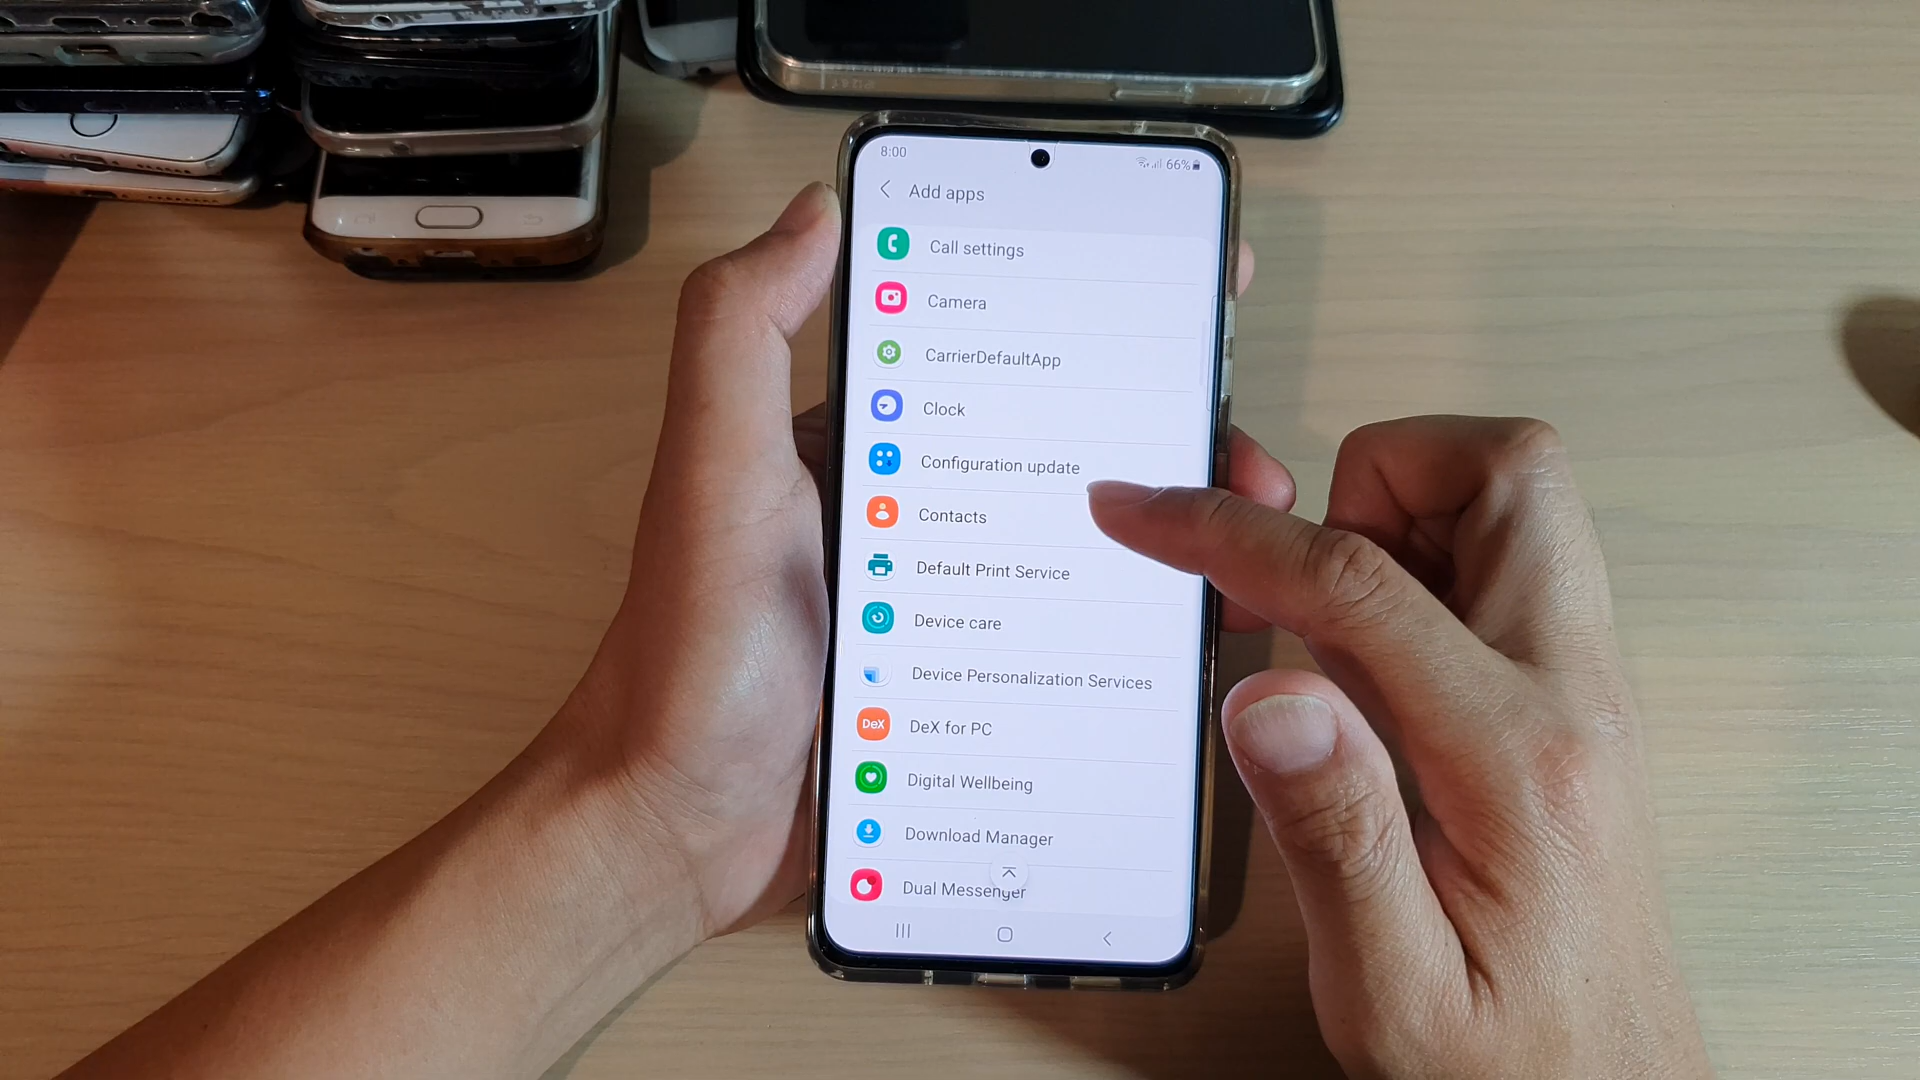 8:00
66%
Add apps
Call settings
Camera
CarrierDefaultApp
Clock
Configuration update
Contacts
Default Print Service
Device care
Device Personalization Services
DeX
DeX for PC
Digital Wellbeing
Download Manager
Dual Messenger